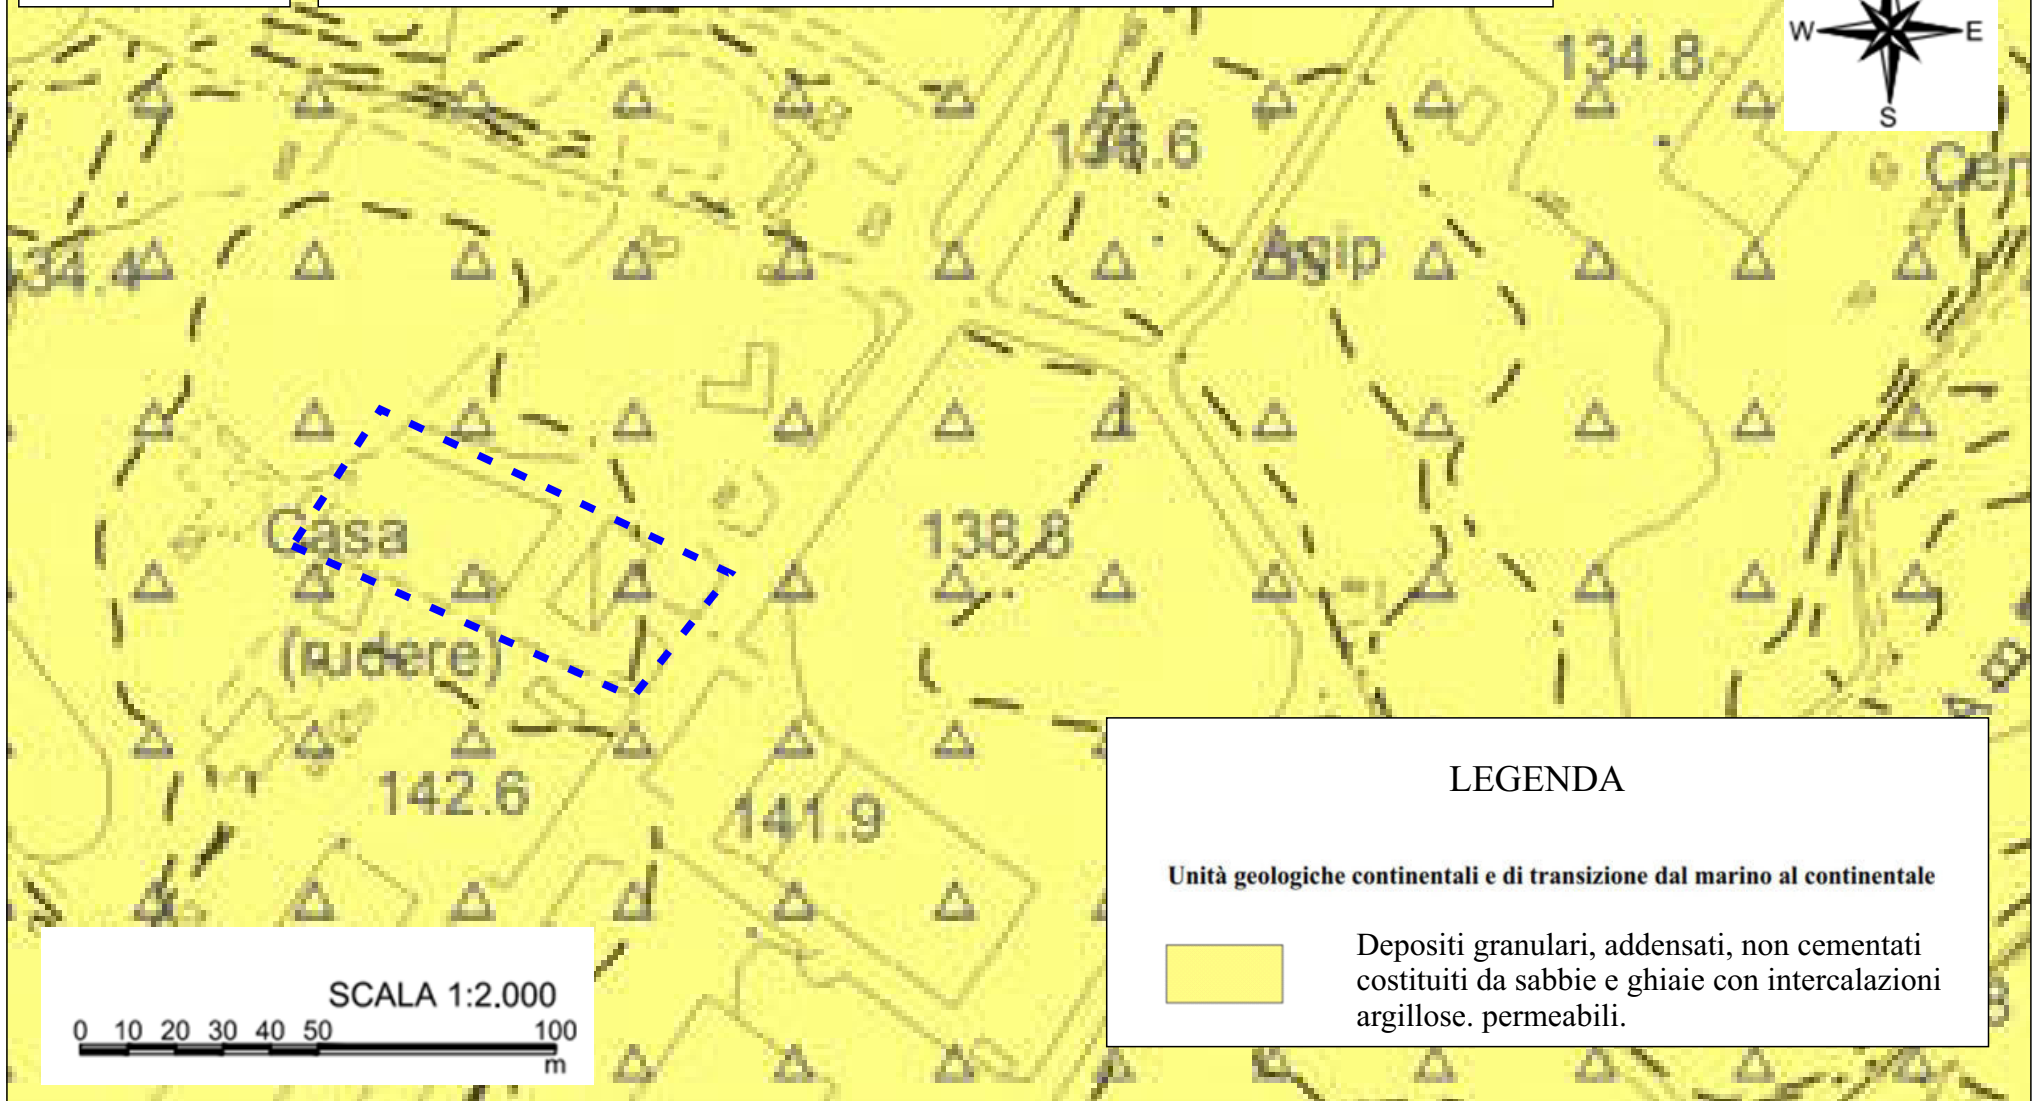 W E
S
134.8
134.6
Cen
Agip
134.4
Casa
138,8
(rudere)
142.6
141.9
LEGENDA
Unità geologiche continentali e di transizione dal marino al continentale
Depositi granulari, addensati, non cementati
costituiti da sabbie e ghiaie con intercalazioni
argillose. permeabili.
SCALA 1:2.000
0 10 20 30 40 50 100
m